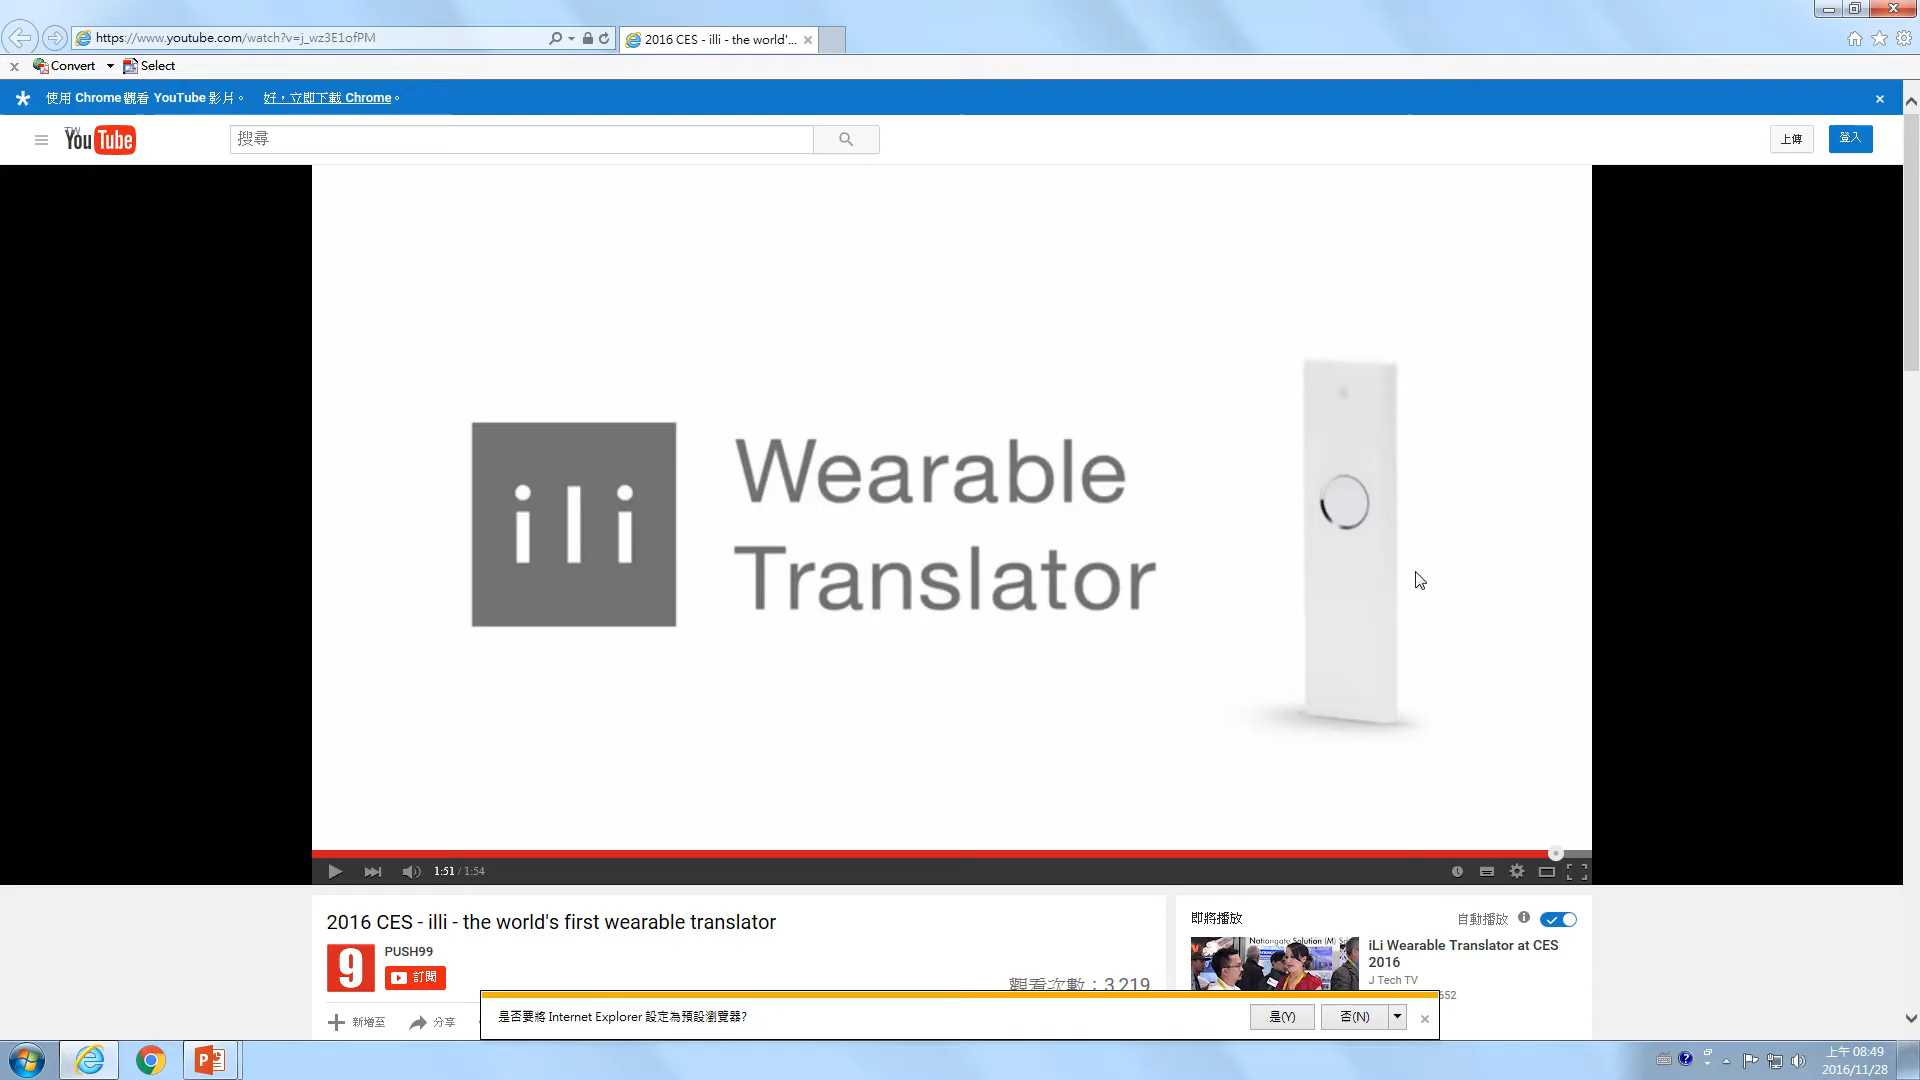 https://www.youtube.com/watch?v=j_wz3E1ofPM
2016 CES - illi - the world'...
Convert
Select
使用 Chrome 觀看 YouTube 影片。 好，立即下載 Chrome。
TW
YouTube
搜尋
上傳
登入
ili
Wearable
Translator
1:51 / 1:54
2016 CES - illi - the world's first wearable translator
PUSH99
9
訂閱
觀看次數：3,219
新增至
分享
即將播放
自動播放
Nationgate Solution (M) S
iLi Wearable Translator at CES
2016
J Tech TV
652
是否要將 Internet Explorer 設定為預設瀏覽器?
是(Y)
否(N)
上午 08:49
2016/11/28